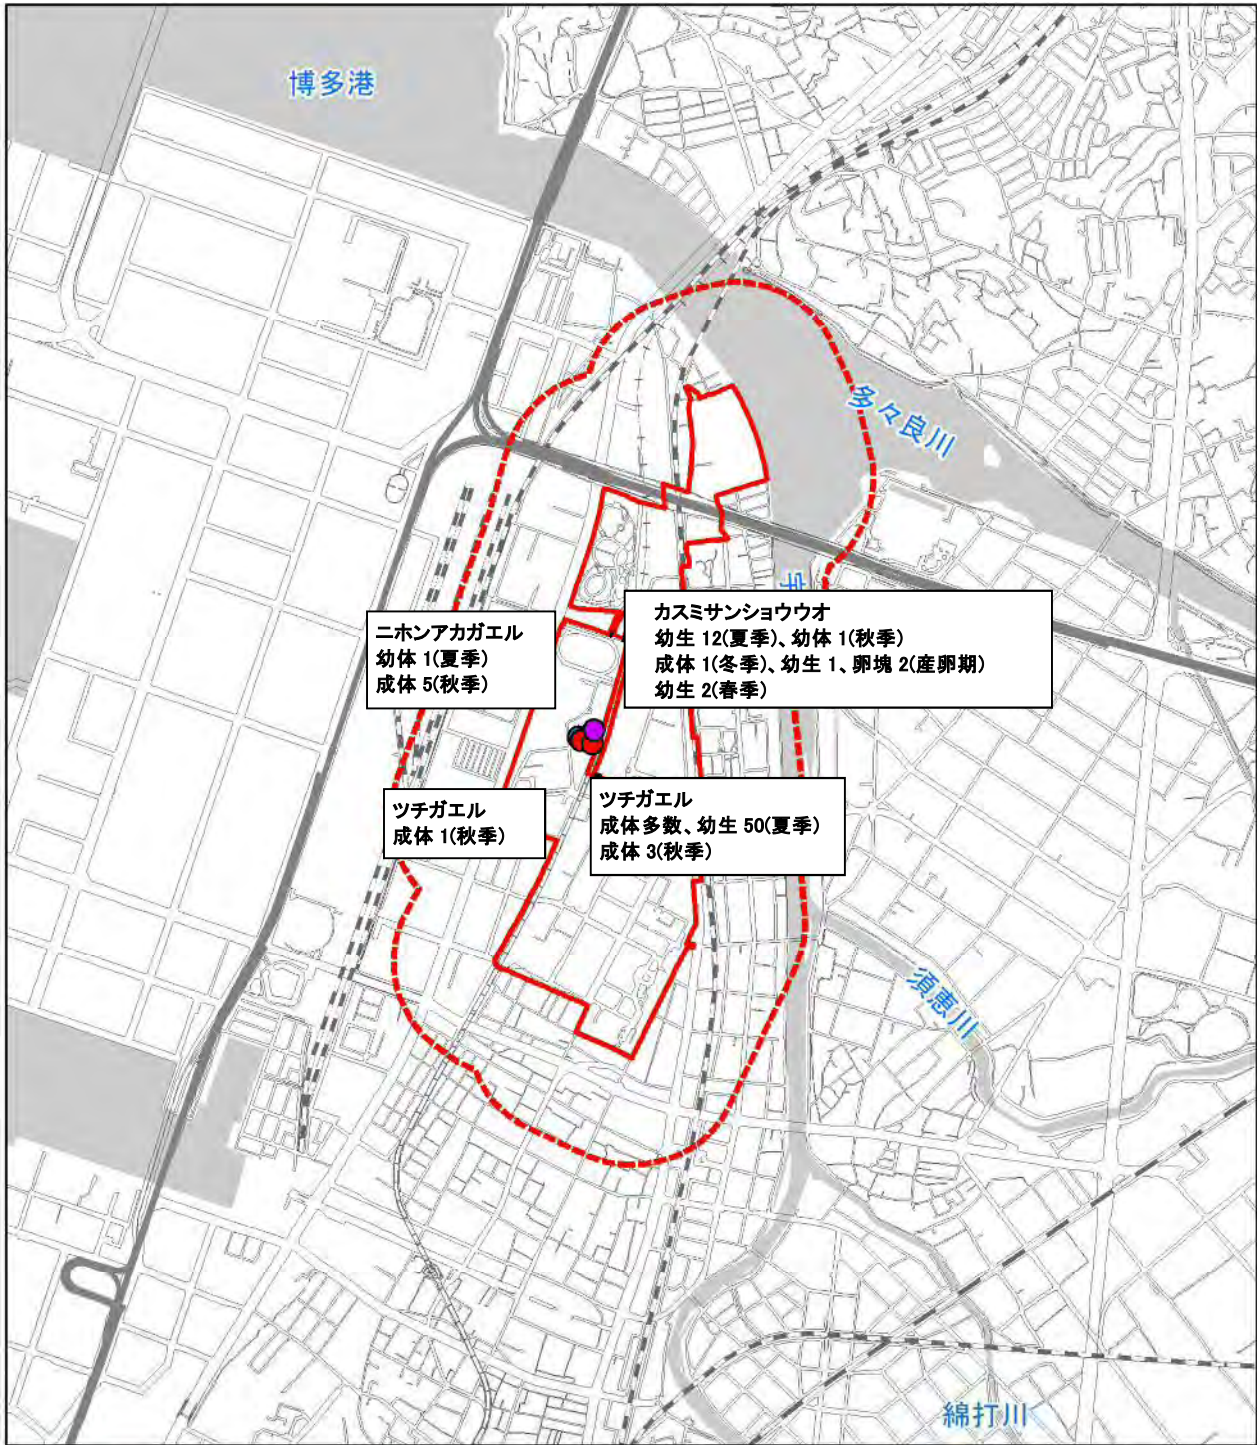 博多港
多々良川
宇
ニホンアカガエル
幼体 1(夏季)
成体 5(秋季)
カスミサンショウウオ
幼生 12(夏季)、幼体 1(秋季)
成体 1(冬季)、幼生 1、卵塊 2(産卵期)
幼生 2(春季)
ツチガエル
成体 1(秋季)
ツチガエル
成体多数、幼生 50(夏季)
成体 3(秋季)
須恵川
綿打川